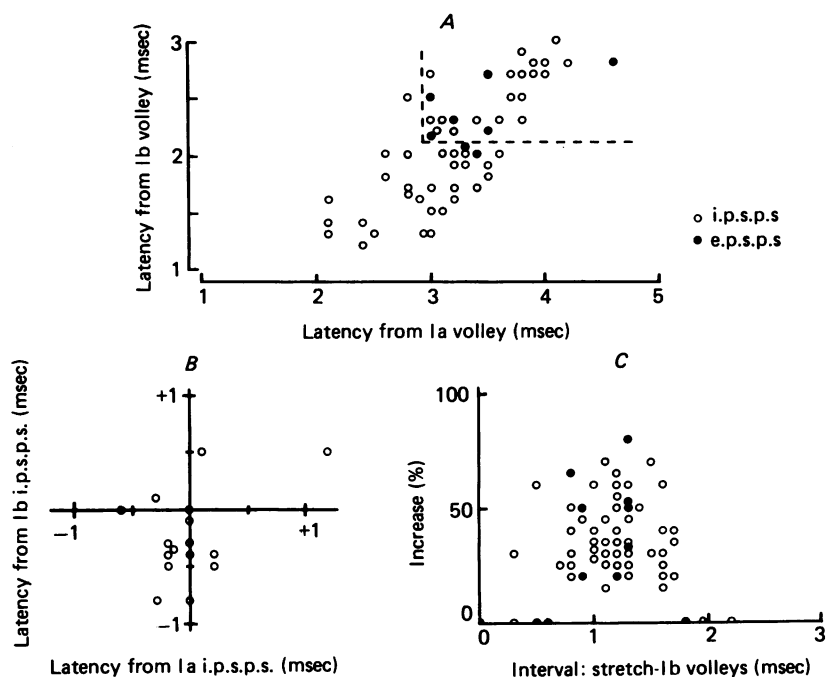 A
Latency from Ib volley (msec)
3
2
1
1 2 3 4 5
Latency from Ia volley (msec)
i.p.s.p.s
e.p.s.p.s
B
Latency from Ib i.p.s.p.s. (msec)
+1
−1
+1
−1
Latency from Ia i.p.s.p.s. (msec)
C
Increase (%)
100
50
0
0 1 2 3
Interval: stretch-Ib volleys (msec)